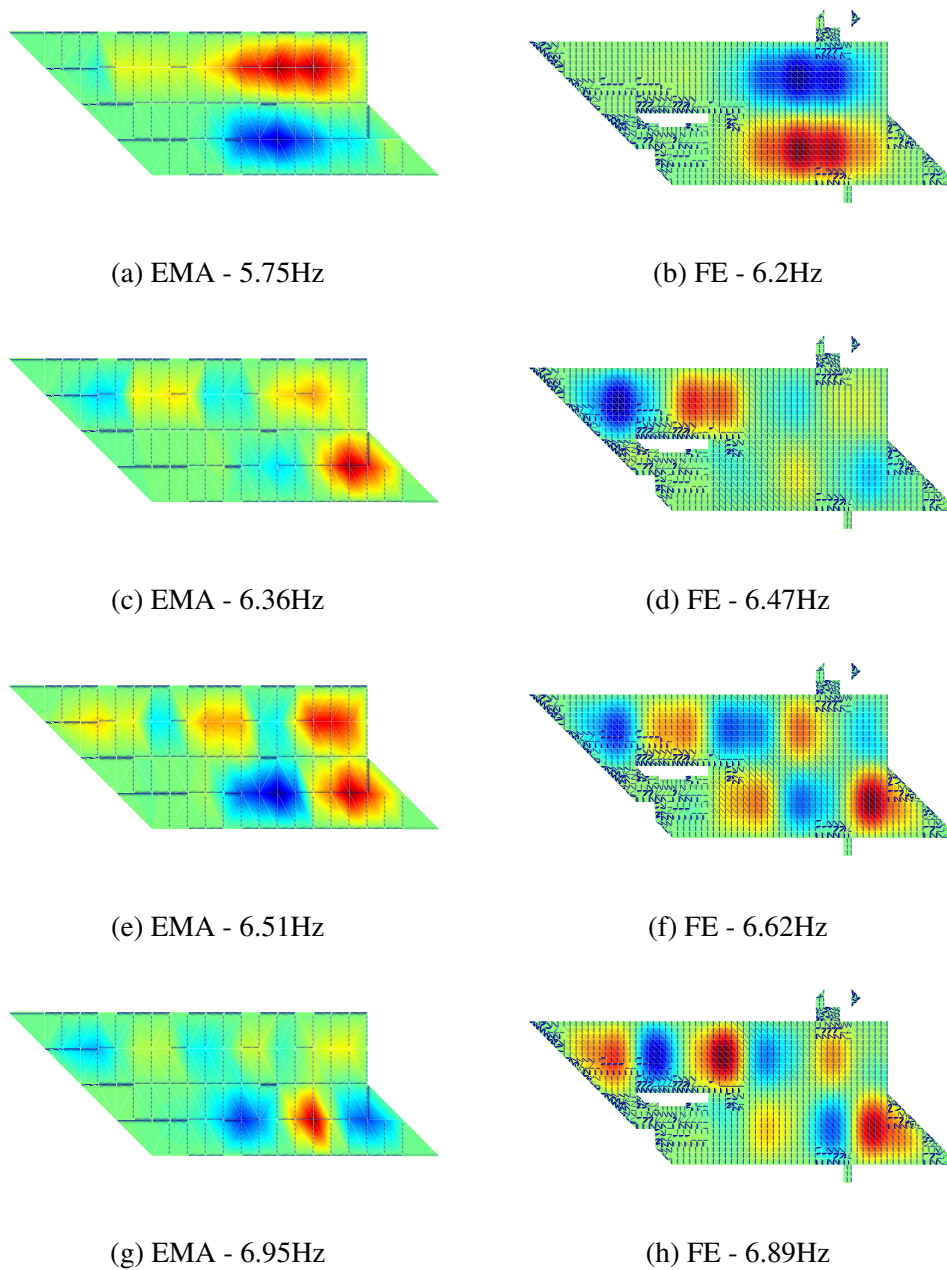 (a) EMA - 5.75Hz
(b) FE - 6.2Hz
(c) EMA - 6.36Hz
(d) FE - 6.47Hz
(e) EMA - 6.51Hz
(f) FE - 6.62Hz
(g) EMA - 6.95Hz
(h) FE - 6.89Hz